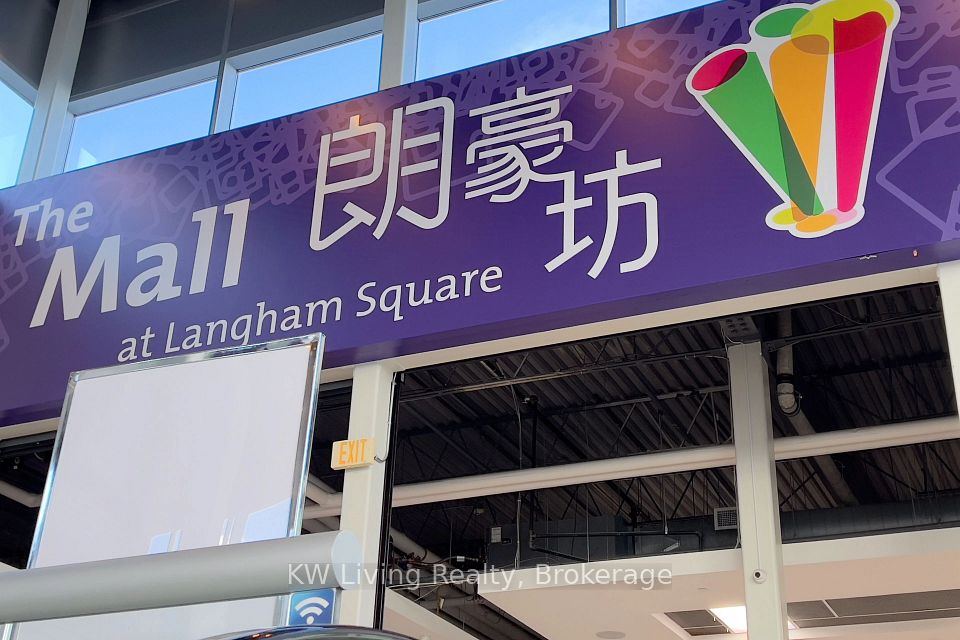 The
Mall
朗豪坊
at Langham Square
EXIT
KW Living Realty, Brokerage